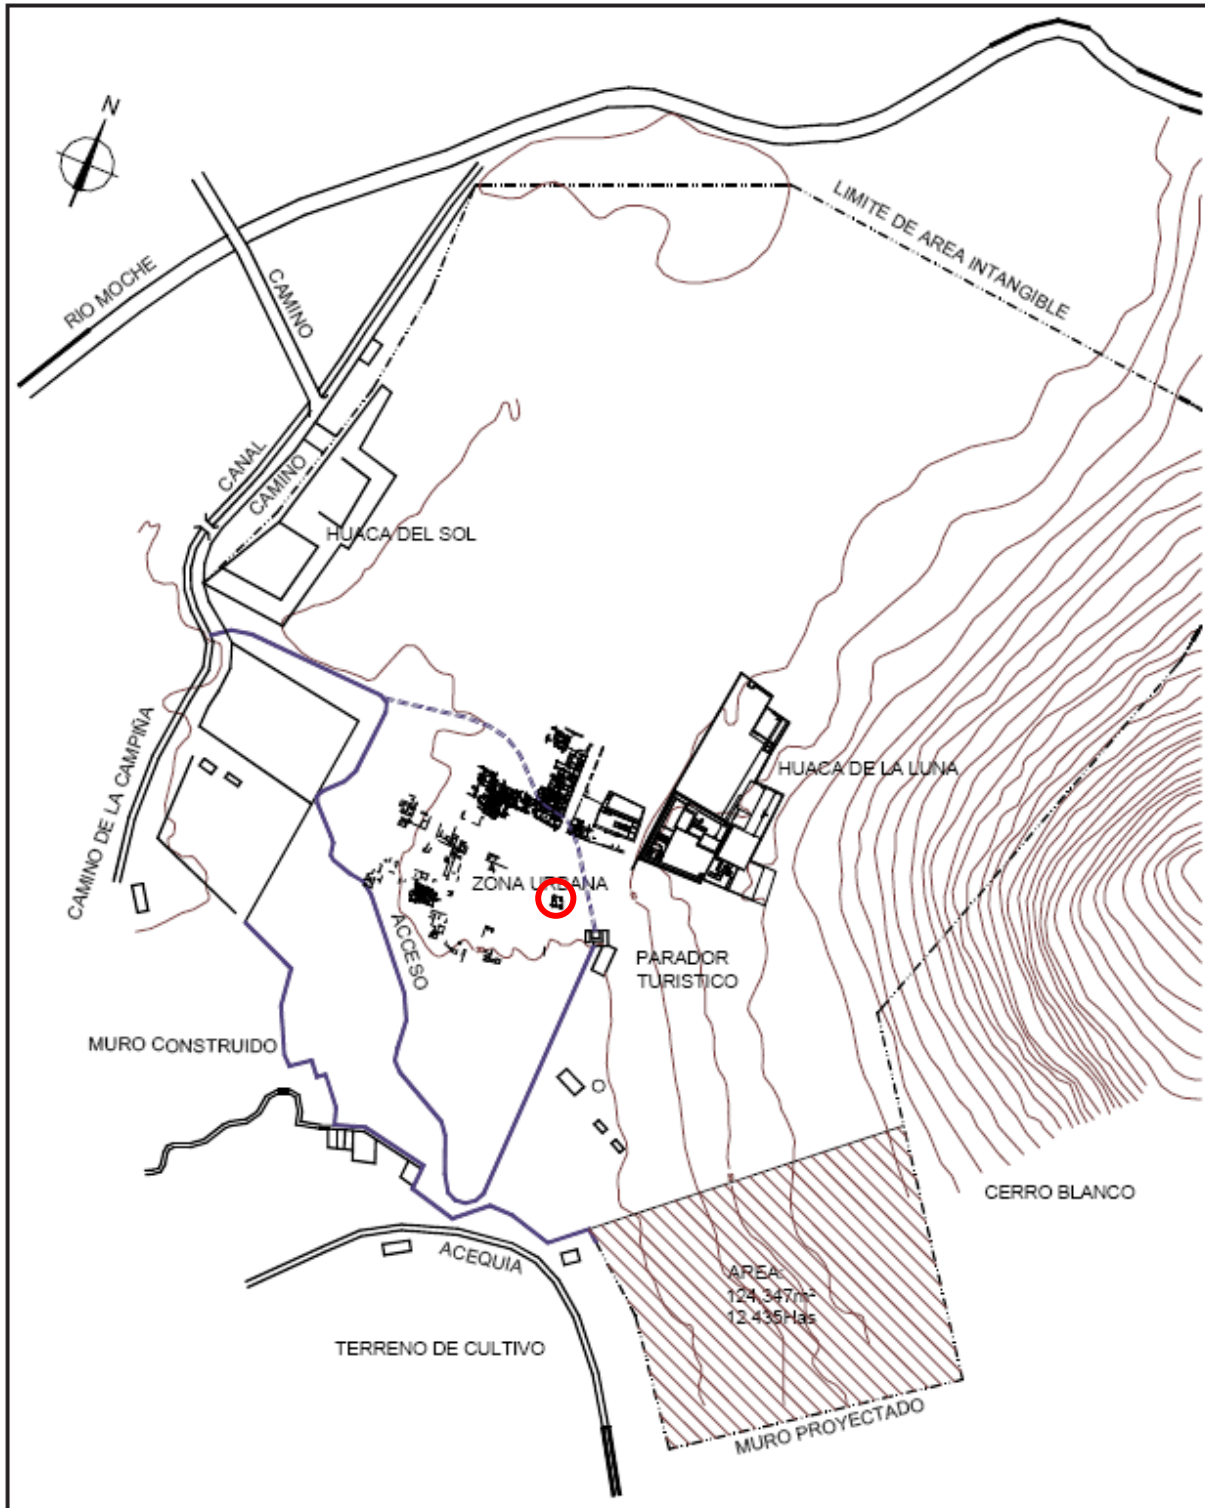 N
LIMITE DE AREA INTANGIBLE
RIO MOCHE
CAMINO
CANAL
CAMINO
HUACA DEL SOL
CAMINO DE LA CAMPIÑA
HUACA DE LA LUNA
ZONA URBANA
ACCESO
PARADOR
TURISTICO
MURO CONSTRUIDO
CERRO BLANCO
ACEQUIA
AREA:
124,347m²
12.435Has
TERRENO DE CULTIVO
MURO PROYECTADO